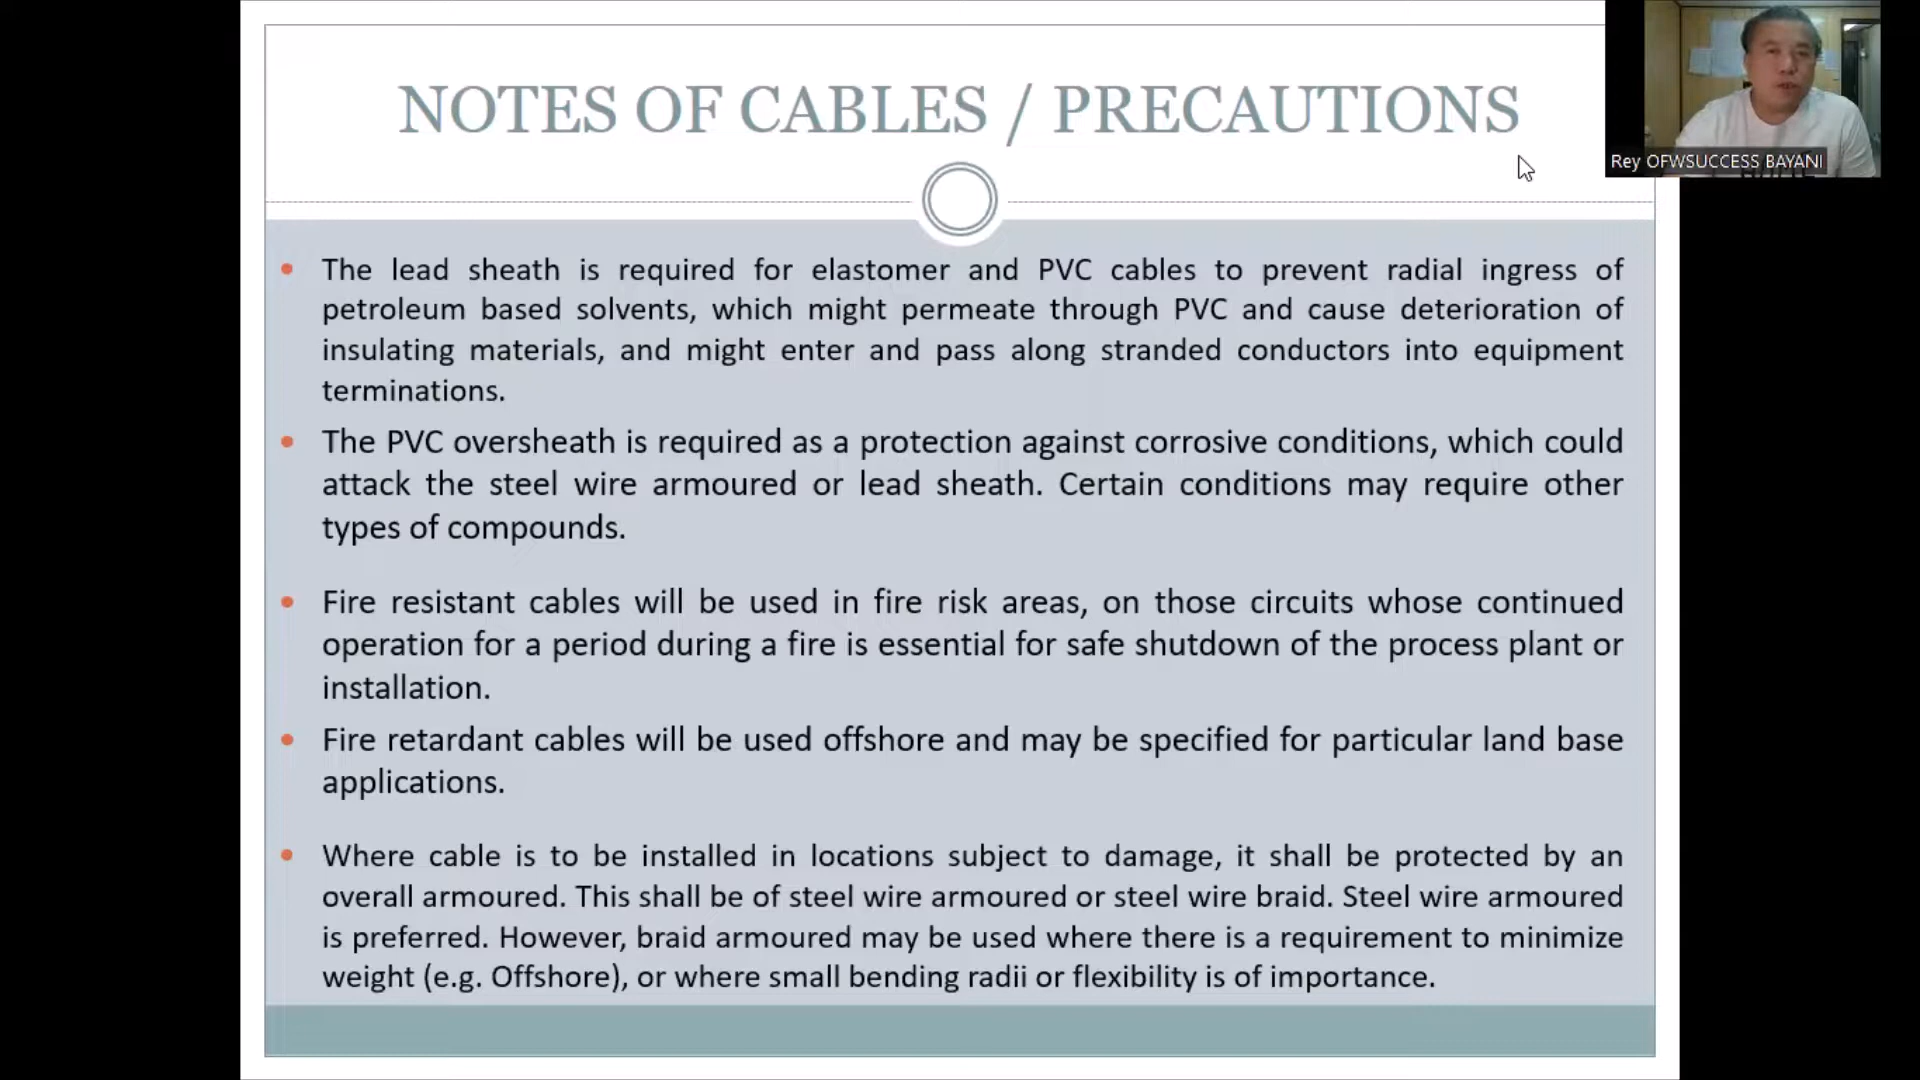 NOTES OF CABLES / PRECAUTIONS
Rey OFWSUCCESS BAYANI
• The lead sheath is required for elastomer and PVC cables to prevent radial ingress of
petroleum based solvents, which might permeate through PVC and cause deterioration of
insulating materials, and might enter and pass along stranded conductors into equipment
terminations.
• The PVC oversheath is required as a protection against corrosive conditions, which could
attack the steel wire armoured or lead sheath. Certain conditions may require other
types of compounds.
• Fire resistant cables will be used in fire risk areas, on those circuits whose continued
operation for a period during a fire is essential for safe shutdown of the process plant or
installation.
• Fire retardant cables will be used offshore and may be specified for particular land base
applications.
• Where cable is to be installed in locations subject to damage, it shall be protected by an
overall armoured. This shall be of steel wire armoured or steel wire braid. Steel wire armoured
is preferred. However, braid armoured may be used where there is a requirement to minimize
weight (e.g. Offshore), or where small bending radii or flexibility is of importance.